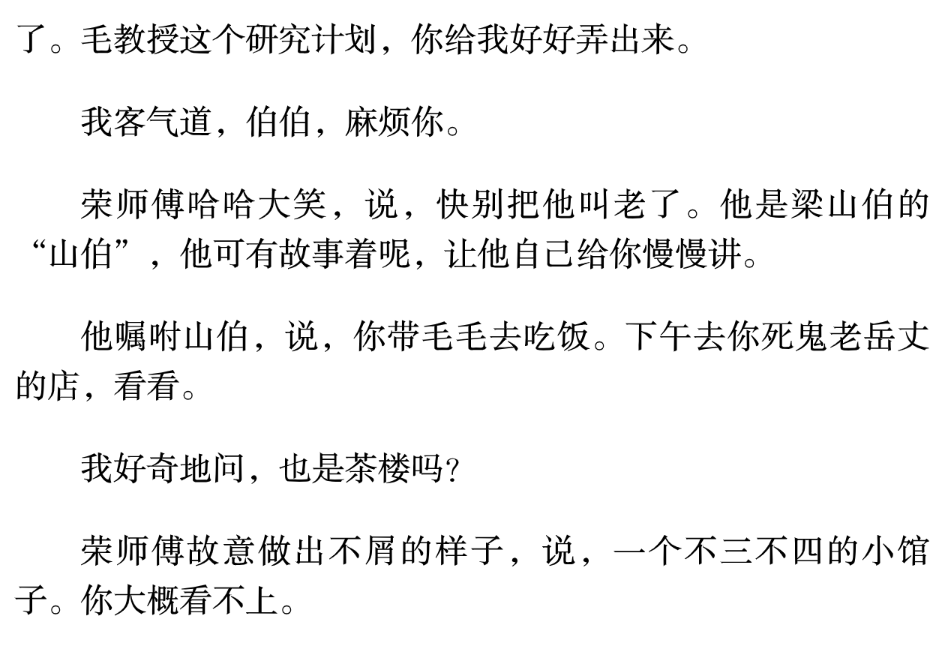 了。毛教授这个研究计划，你给我好好弄出来。
我客气道，伯伯，麻烦你。
荣师傅哈哈大笑，说，快别把他叫老了。他是梁山伯的
“山伯”，他可有故事着呢，让他自己给你慢慢讲。
他嘱咐山伯，说，你带毛毛去吃饭。下午去你死鬼老岳丈
的店，看看。
我好奇地问，也是茶楼吗？
荣师傅故意做出不屑的样子，说，一个不三不四的小馆
子。你大概看不上。